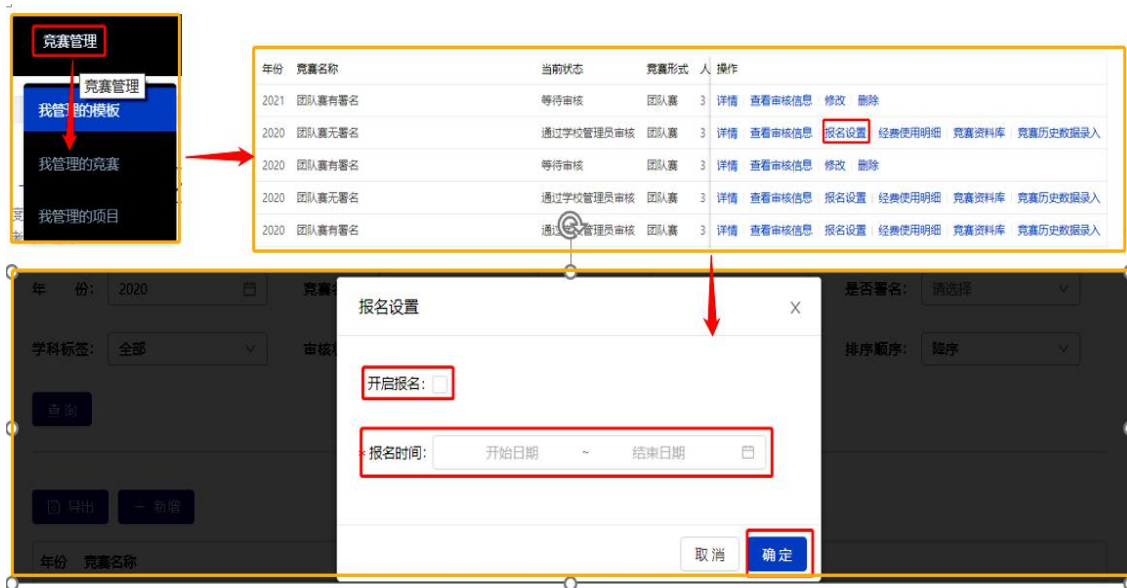 竞赛管理
竞赛管理
我管理的模板
我管理的竞赛
我管理的项目
年份 竞赛名称 当前状态 竞赛形式 人 操作
2021 团队赛有署名 等待审核 团队赛 3 详情 查看审核信息 修改 删除
2020 团队赛无署名 通过学校管理员审核 团队赛 3 详情 查看审核信息 报名设置 经费使用明细 竞赛资料库 竞赛历史数据录入
2020 团队赛有署名 等待审核 团队赛 3 详情 查看审核信息 修改 删除
2020 团队赛无署名 通过学校管理员审核 团队赛 3 详情 查看审核信息 报名设置 经费使用明细 竞赛资料库 竞赛历史数据录入
2020 团队赛有署名 通过学校管理员审核 团队赛 3 详情 查看审核信息 报名设置 经费使用明细 竞赛资料库 竞赛历史数据录入
年 份: 2020 竞赛 是否署名: 请选择
学科标签: 全部 审核 排序顺序: 降序
查 询
导出 + 新增
年份 竞赛名称
报名设置 X
开启报名:
* 报名时间: 开始日期 ~ 结束日期
取 消 确 定